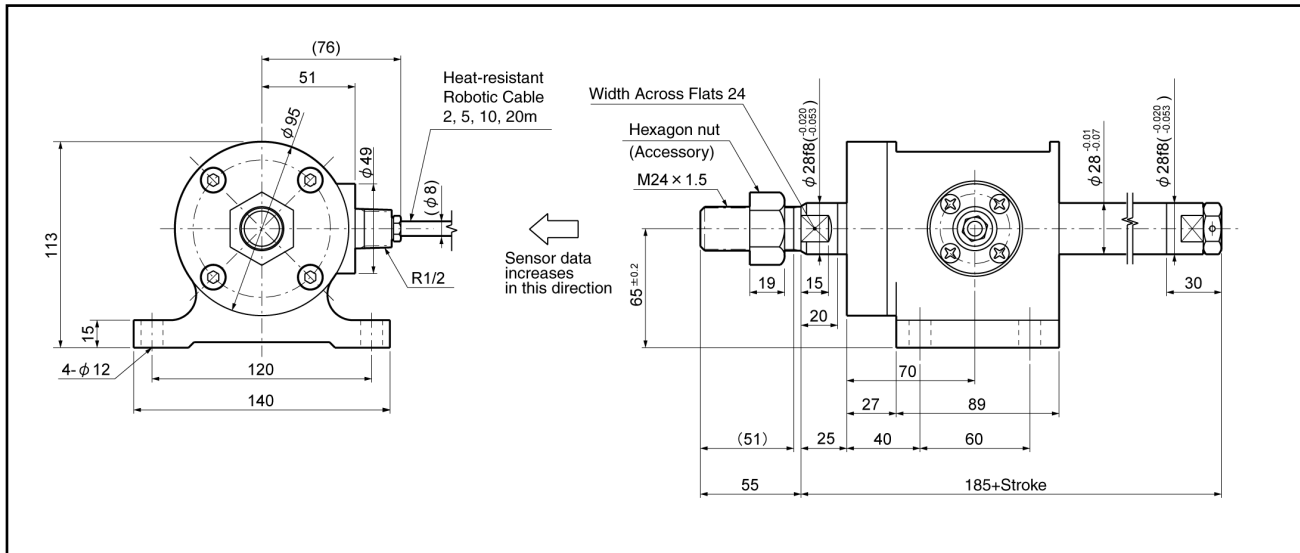 (76)
51
Heat-resistant
Robotic Cable
2, 5, 10, 20m
φ95
φ49
(φ8)
113
15
R1/2
4-φ12
120
140
Sensor data
increases
in this direction
Width Across Flats 24
Hexagon nut
(Accessory)
M24×1.5
φ28f8(-0.020
-0.053)
φ28 -0.01
-0.07
φ28f8(-0.020
-0.053)
65±0.2
19
15
20
30
70
27
89
(51)
25
40
60
55
185+Stroke